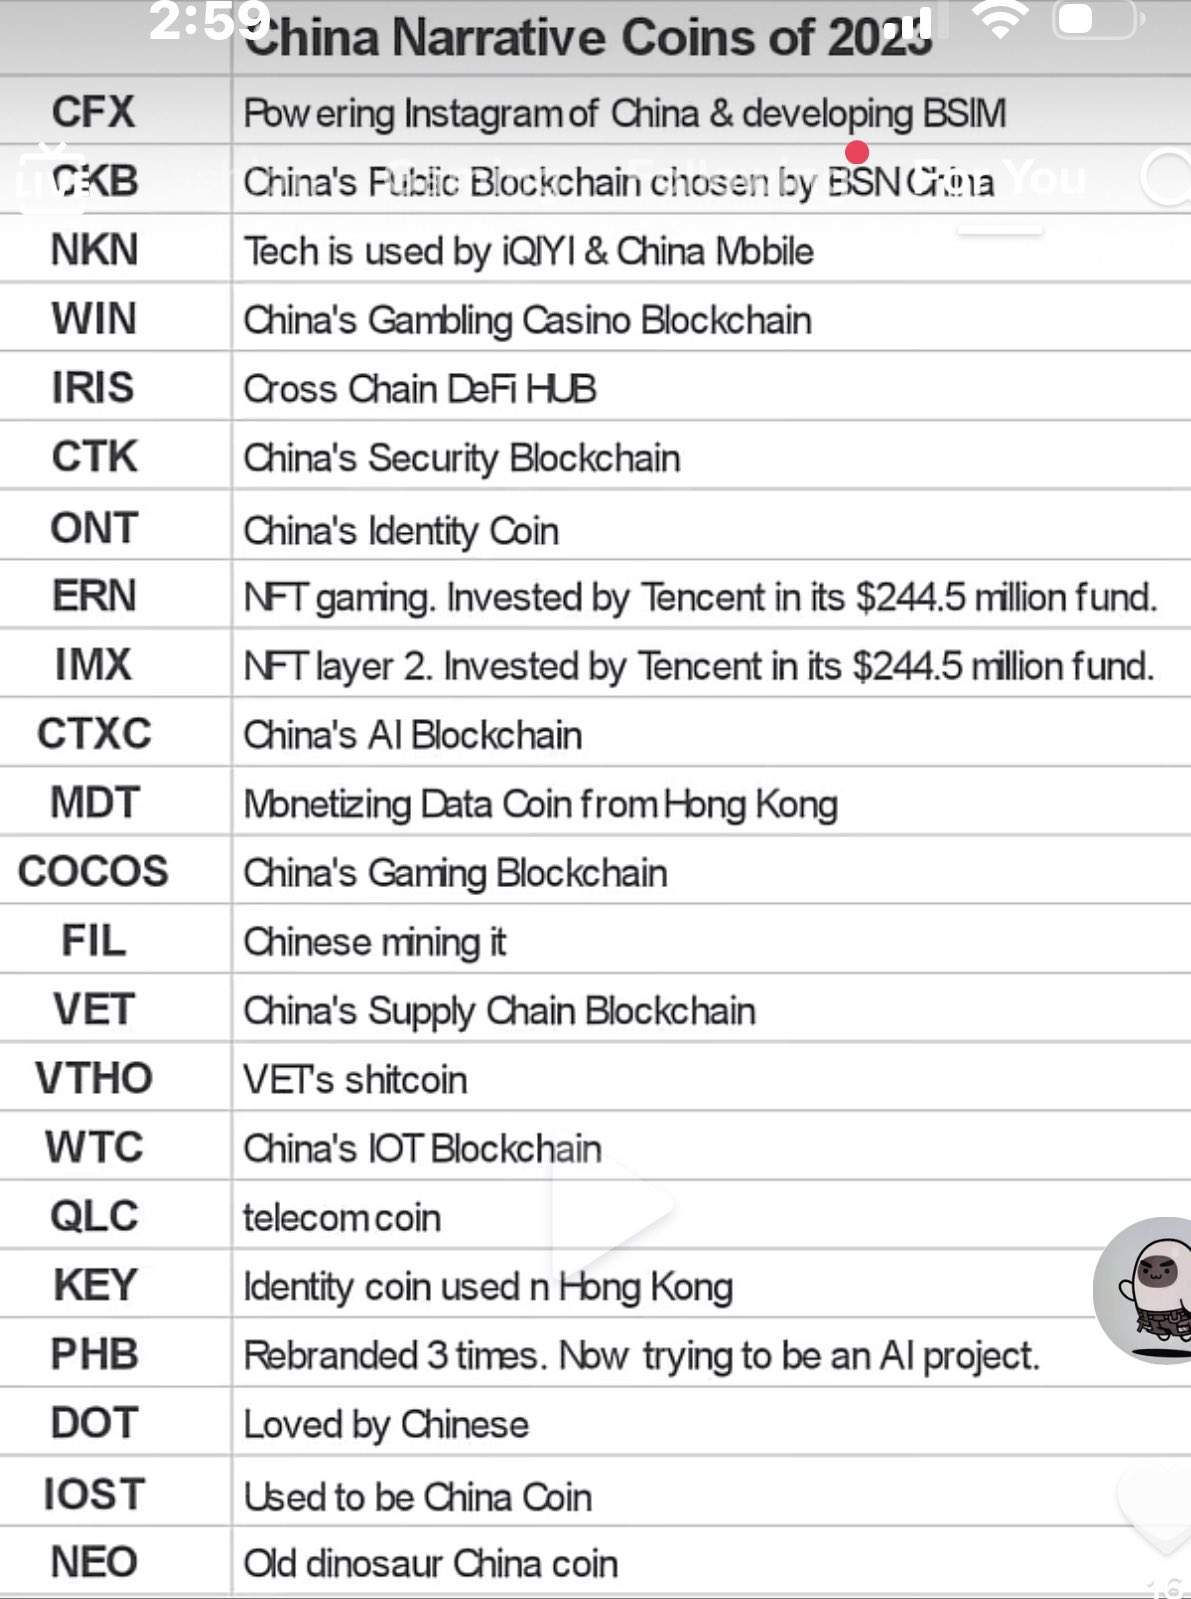 2:59
China Narrative Coins of 2023
CFX Powering Instagram of China & developing BSIM
CKB China's Public Blockchain chosen by BSN China
LIVE
For You
NKN Tech is used by iQIYI & China Mobile
WIN China's Gambling Casino Blockchain
IRIS Cross Chain DeFi HUB
CTK China's Security Blockchain
ONT China's Identity Coin
ERN NFT gaming. Invested by Tencent in its $244.5 million fund.
IMX NFT layer 2. Invested by Tencent in its $244.5 million fund.
CTXC China's AI Blockchain
MDT Monetizing Data Coin from Hong Kong
COCOS China's Gaming Blockchain
FIL Chinese mining it
VET China's Supply Chain Blockchain
VTHO VET's shitcoin
WTC China's IOT Blockchain
QLC telecom coin
KEY Identity coin used n Hong Kong
PHB Rebranded 3 times. Now trying to be an AI project.
DOT Loved by Chinese
IOST Used to be China Coin
NEO Old dinosaur China coin